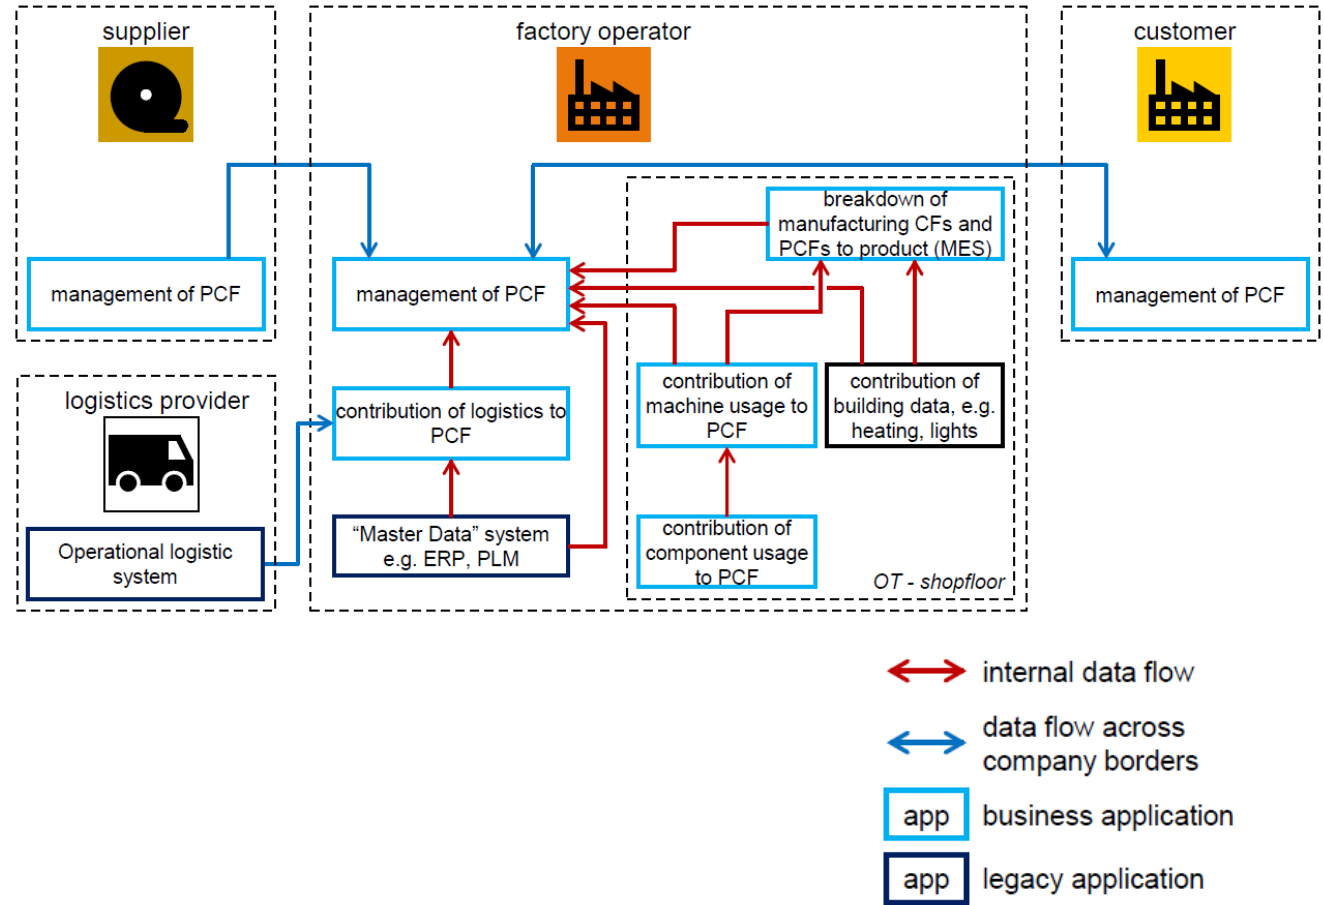 supplier
factory operator
customer
breakdown of
manufacturing CFs and
PCFs to product (MES)
management of PCF
management of PCF
management of PCF
logistics provider
contribution of logistics to
PCF
contribution of
machine usage to
PCF
contribution of
building data, e.g.
heating, lights
Operational logistic
system
“Master Data” system
e.g. ERP, PLM
contribution of
component usage
to PCF
OT - shopfloor
internal data flow
data flow across
company borders
app
business application
app
legacy application